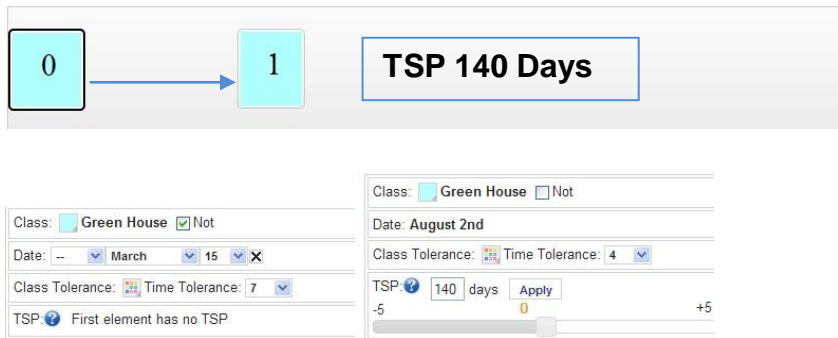 0
1
TSP 140 Days
Class: Green House Not
Date: -- March 15
Class Tolerance: Time Tolerance: 7
TSP: First element has no TSP
Class: Green House Not
Date: August 2nd
Class Tolerance: Time Tolerance: 4
TSP: 140 days Apply
-5 0 +5